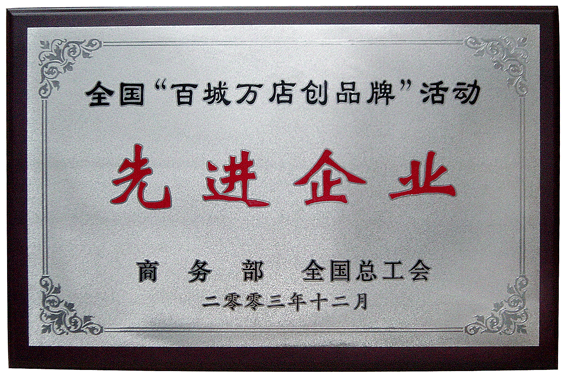 全国“百城万店创品牌”活动
先进企业
商务部 全国总工会
二零零三年十二月